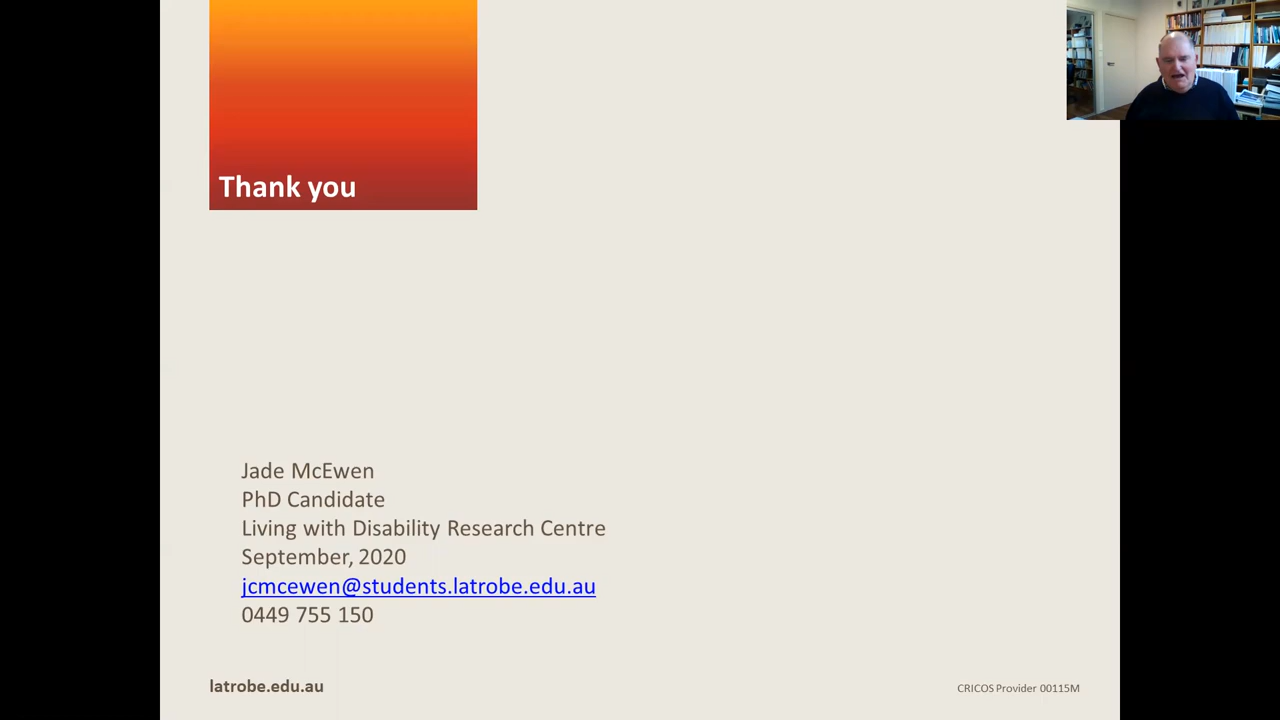 Thank you
Jade McEwen
PhD Candidate
Living with Disability Research Centre
September, 2020
jcmcewen@students.latrobe.edu.au
0449 755 150
latrobe.edu.au
CRICOS Provider 00115M